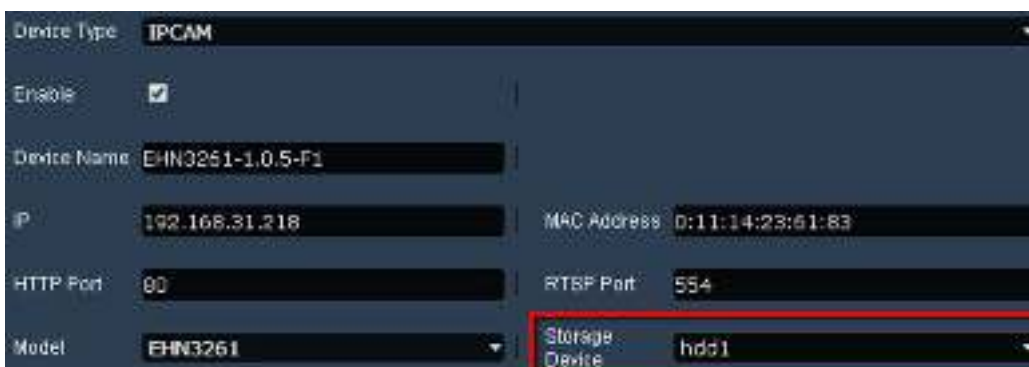 Device Type IPCAM
Enable
Device Name EHN3261-1.0.5-F1
IP 192.168.31.218 MAC Address 0:11:14:23:61:83
HTTP Port 80 RTSP Port 554
Model EHN3261 Storage Device hdd1